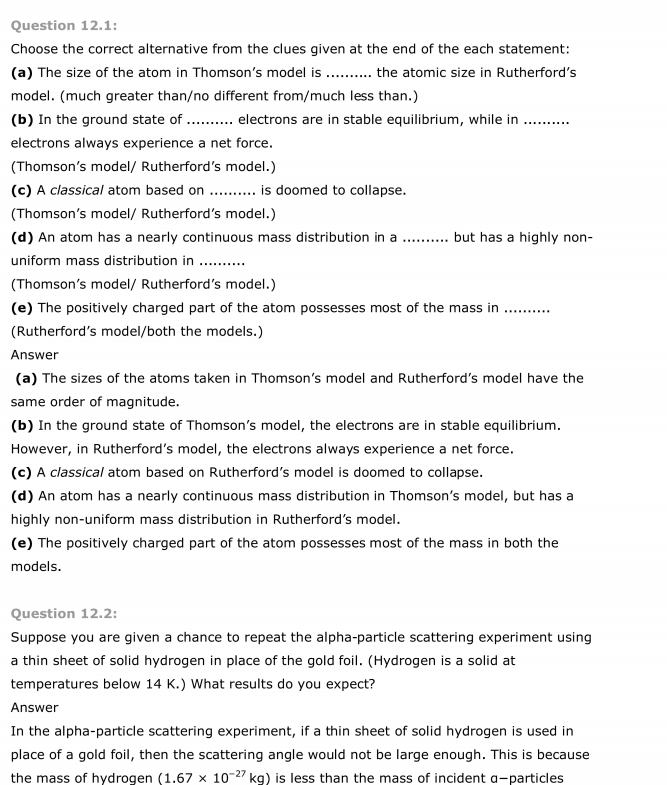 Question 12.1:
Choose the correct alternative from the clues given at the end of the each statement:
(a) The size of the atom in Thomson’s model is .......... the atomic size in Rutherford’s
model. (much greater than/no different from/much less than.)
(b) In the ground state of .......... electrons are in stable equilibrium, while in ..........
electrons always experience a net force.
(Thomson’s model/ Rutherford’s model.)
(c) A classical atom based on .......... is doomed to collapse.
(Thomson’s model/ Rutherford’s model.)
(d) An atom has a nearly continuous mass distribution in a .......... but has a highly non-
uniform mass distribution in ..........
(Thomson’s model/ Rutherford’s model.)
(e) The positively charged part of the atom possesses most of the mass in ..........
(Rutherford’s model/both the models.)
Answer
(a) The sizes of the atoms taken in Thomson’s model and Rutherford’s model have the
same order of magnitude.
(b) In the ground state of Thomson’s model, the electrons are in stable equilibrium.
However, in Rutherford’s model, the electrons always experience a net force.
(c) A classical atom based on Rutherford’s model is doomed to collapse.
(d) An atom has a nearly continuous mass distribution in Thomson’s model, but has a
highly non-uniform mass distribution in Rutherford’s model.
(e) The positively charged part of the atom possesses most of the mass in both the
models.
Question 12.2:
Suppose you are given a chance to repeat the alpha-particle scattering experiment using
a thin sheet of solid hydrogen in place of the gold foil. (Hydrogen is a solid at
temperatures below 14 K.) What results do you expect?
Answer
In the alpha-particle scattering experiment, if a thin sheet of solid hydrogen is used in
place of a gold foil, then the scattering angle would not be large enough. This is because
the mass of hydrogen (1.67 × 10⁻²⁷ kg) is less than the mass of incident α−particles